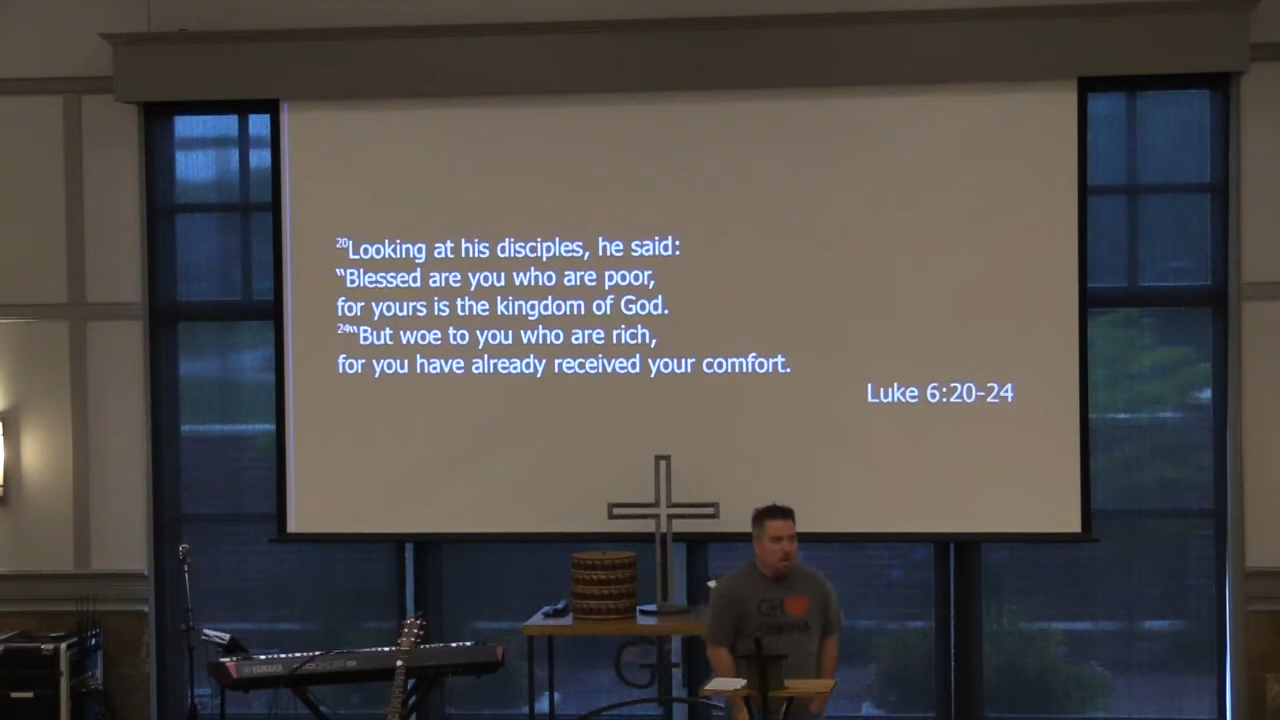 20Looking at his disciples, he said:
“Blessed are you who are poor,
for yours is the kingdom of God.
24“But woe to you who are rich,
for you have already received your comfort.
Luke 6:20-24
YAMAHA